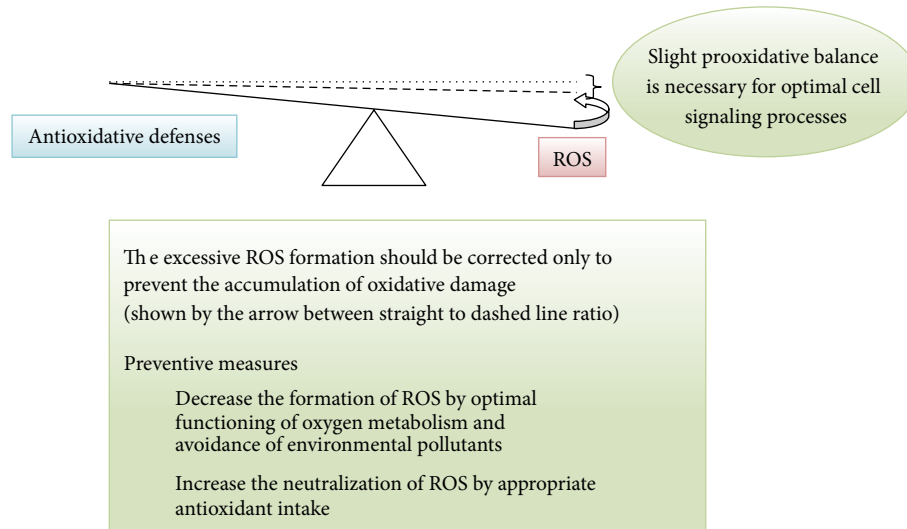 Slight prooxidative balance
is necessary for optimal cell
signaling processes
Antioxidative defenses
ROS
Th e excessive ROS formation should be corrected only to
prevent the accumulation of oxidative damage
(shown by the arrow between straight to dashed line ratio)
Preventive measures
Decrease the formation of ROS by optimal
functioning of oxygen metabolism and
avoidance of environmental pollutants
Increase the neutralization of ROS by appropriate
antioxidant intake